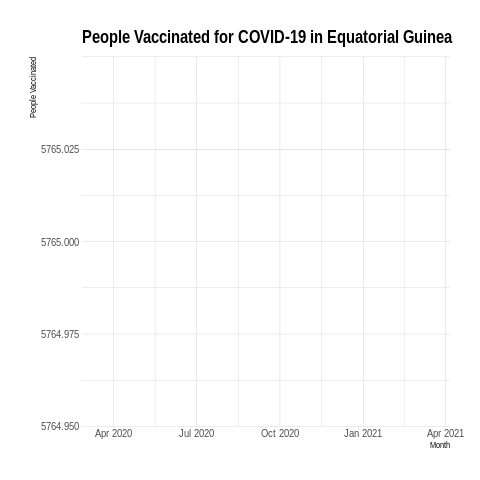 People Vaccinated for COVID-19 in Equatorial Guinea
People Vaccinated
5765.025
5765.000
5764.975
5764.950
Apr 2020 Jul 2020 Oct 2020 Jan 2021 Apr 2021
Month